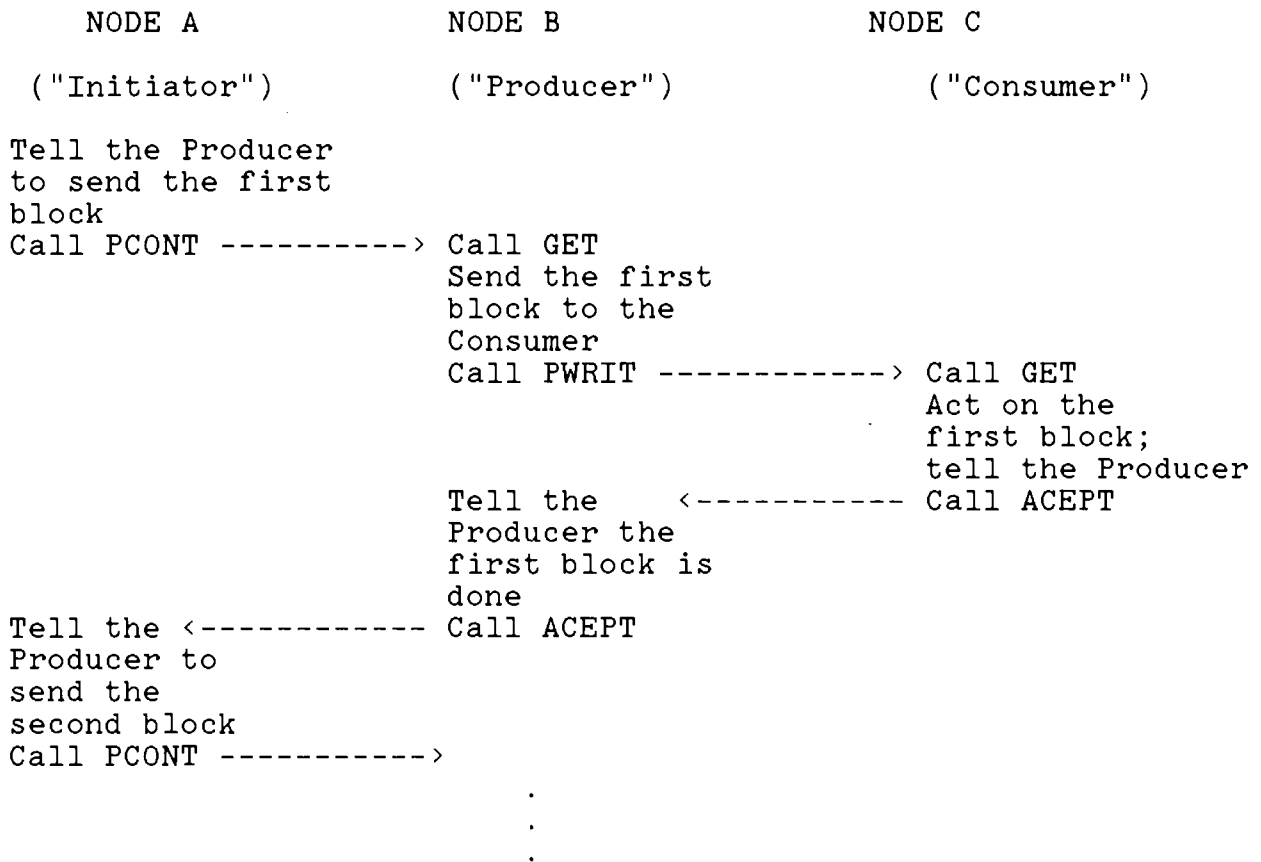 NODE A NODE B NODE C
("Initiator") ("Producer") ("Consumer")
Tell the Producer
to send the first
block
Call PCONT ----------> Call GET
Send the first
block to the
Consumer
Call PWRIT ------------> Call GET
Act on the
first block;
tell the Producer
Tell the <----------- Call ACEPT
Producer the
first block is
done
Tell the <------------ Call ACEPT
Producer to
send the
second block
Call PCONT ----------->
.
.
.